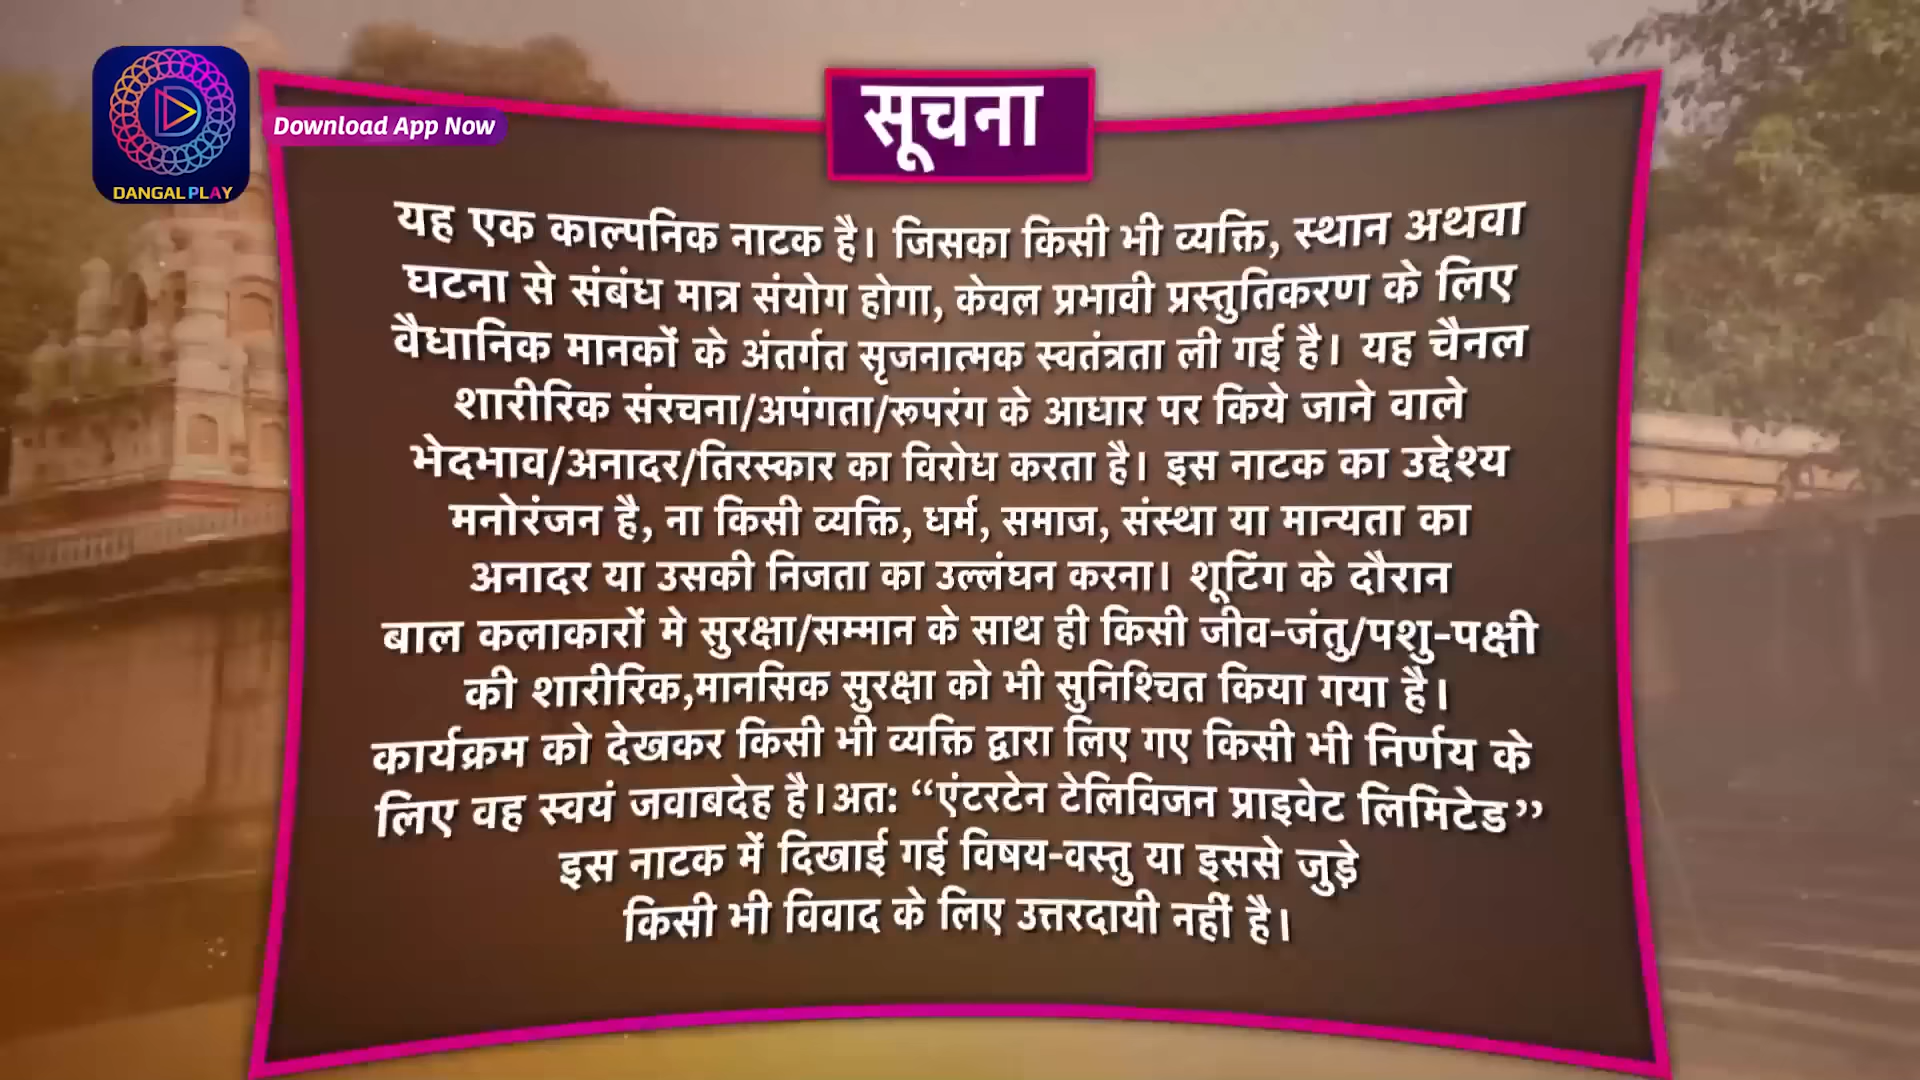 सूचना
Download App Now
DANGAL PLAY
यह एक काल्पनिक नाटक है। जिसका किसी भी व्यक्ति, स्थान अथवा
घटना से संबंध मात्र संयोग होगा, केवल प्रभावी प्रस्तुतिकरण के लिए
वैधानिक मानकों के अंतर्गत सृजनात्मक स्वतंत्रता ली गई है। यह चैनल
शारीरिक संरचना/अपंगता/रूपरंग के आधार पर किये जाने वाले
भेदभाव/अनादर/तिरस्कार का विरोध करता है। इस नाटक का उद्देश्य
मनोरंजन है, ना किसी व्यक्ति, धर्म, समाज, संस्था या मान्यता का
अनादर या उसकी निजता का उल्लंघन करना। शूटिंग के दौरान
बाल कलाकारों मे सुरक्षा/सम्मान के साथ ही किसी जीव-जंतु/पशु-पक्षी
की शारीरिक,मानसिक सुरक्षा को भी सुनिश्चित किया गया है।
कार्यक्रम को देखकर किसी भी व्यक्ति द्वारा लिए गए किसी भी निर्णय के
लिए वह स्वयं जवाबदेह है।अतः “एंटरटेन टेलिविजन प्राइवेट लिमिटेड”
इस नाटक में दिखाई गई विषय-वस्तु या इससे जुड़े
किसी भी विवाद के लिए उत्तरदायी नहीं है।